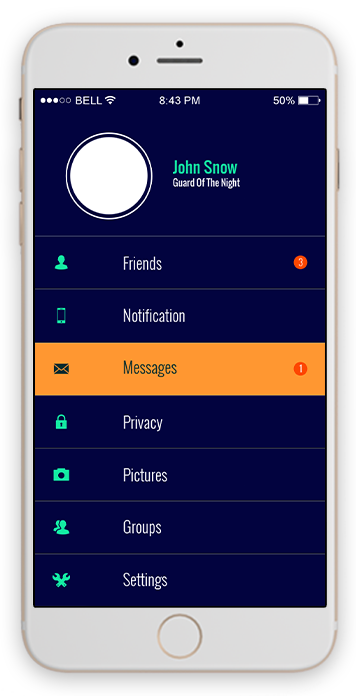 BELL 8:43 PM 50%
John Snow
Guard Of The Night
Friends 3
Notification
Messages 1
Privacy
Pictures
Groups
Settings